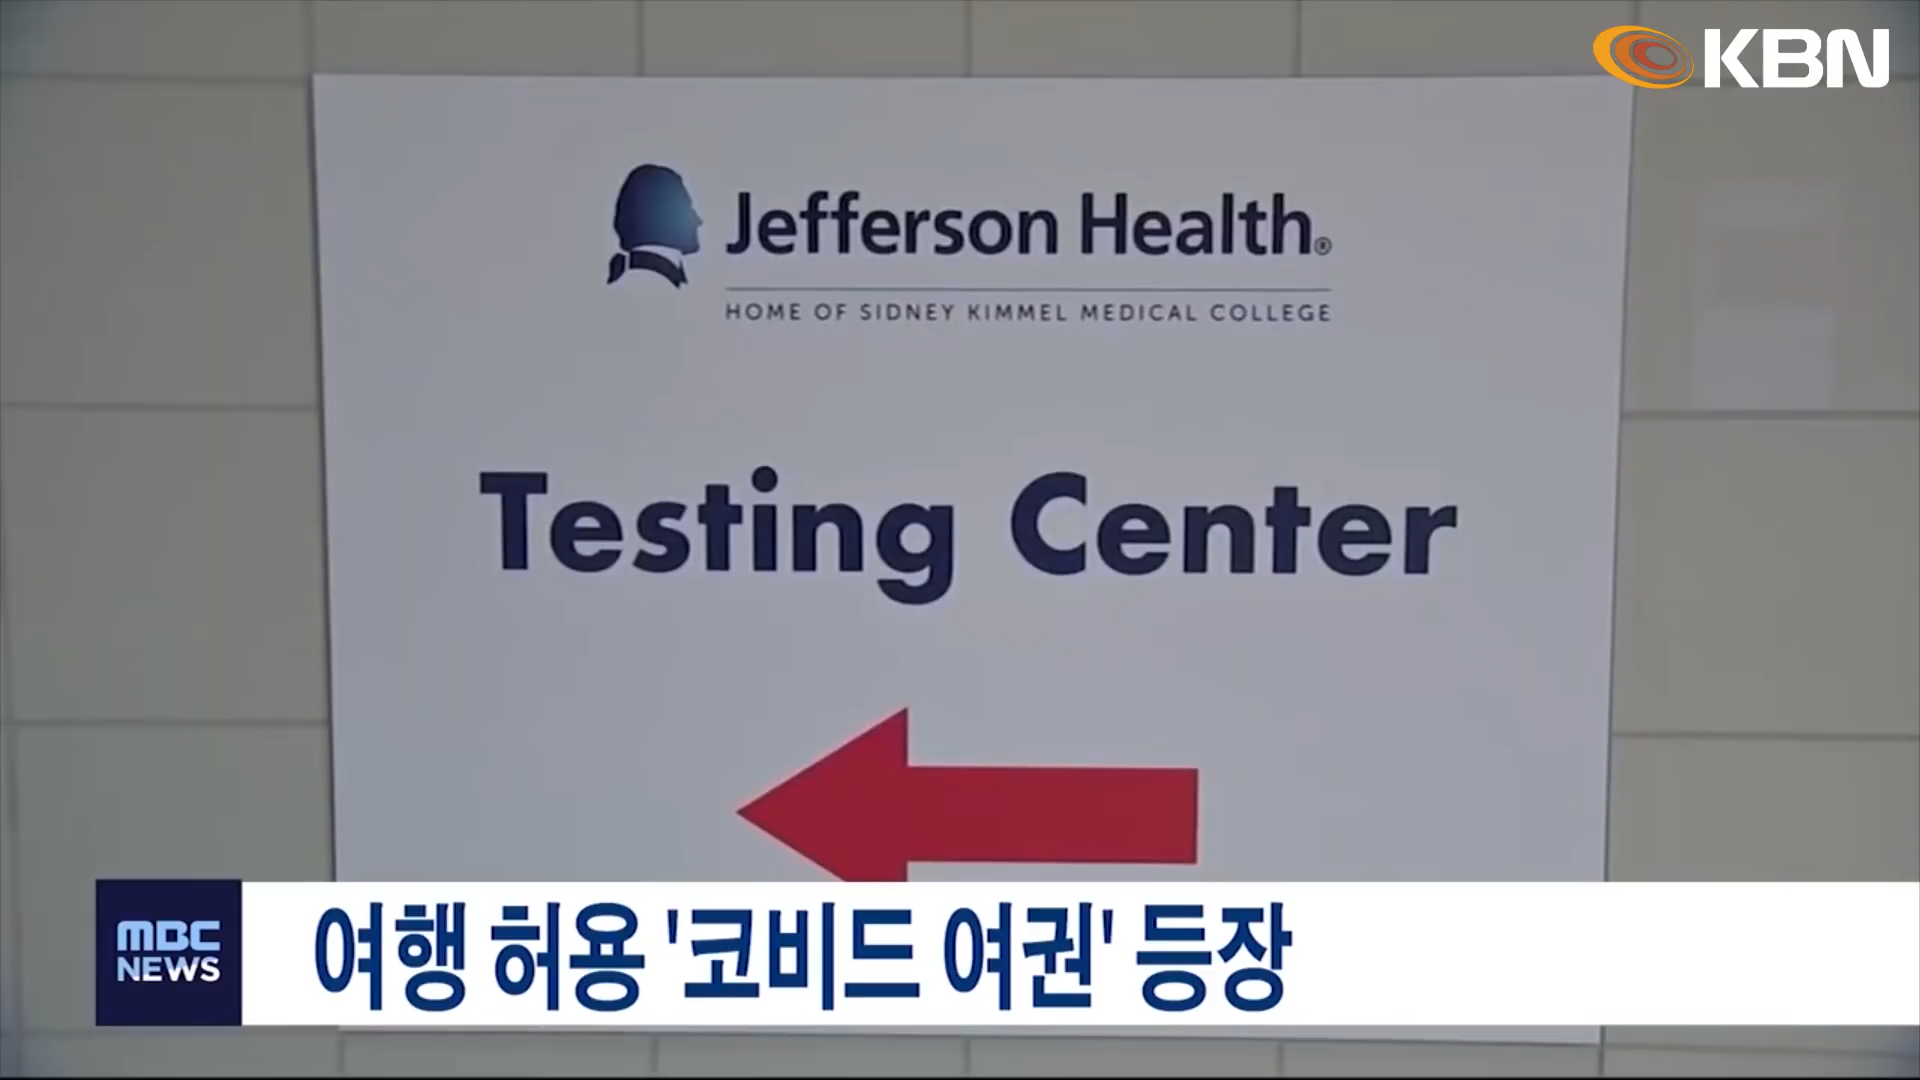 KBN
Jefferson Health®
HOME OF SIDNEY KIMMEL MEDICAL COLLEGE
Testing Center
MBC
NEWS
여행 허용 '코비드 여권' 등장